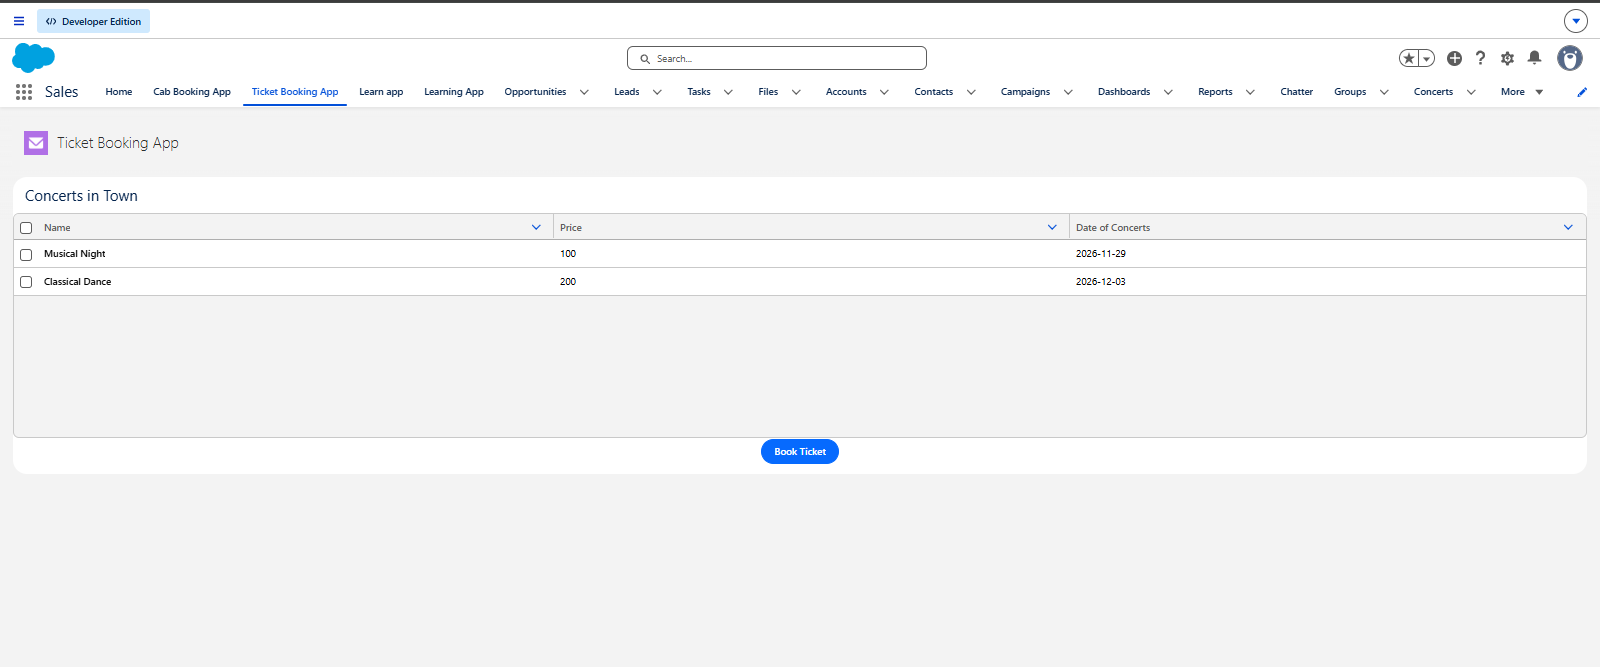 Developer Edition
Search...
Sales Home Cab Booking App Ticket Booking App Learn app Learning App Opportunities Leads Tasks Files Accounts Contacts Campaigns Dashboards Reports Chatter Groups Concerts More
Ticket Booking App
Concerts in Town
Name Price Date of Concerts
Musical Night 100 2026-11-29
Classical Dance 200 2026-12-03
Book Ticket